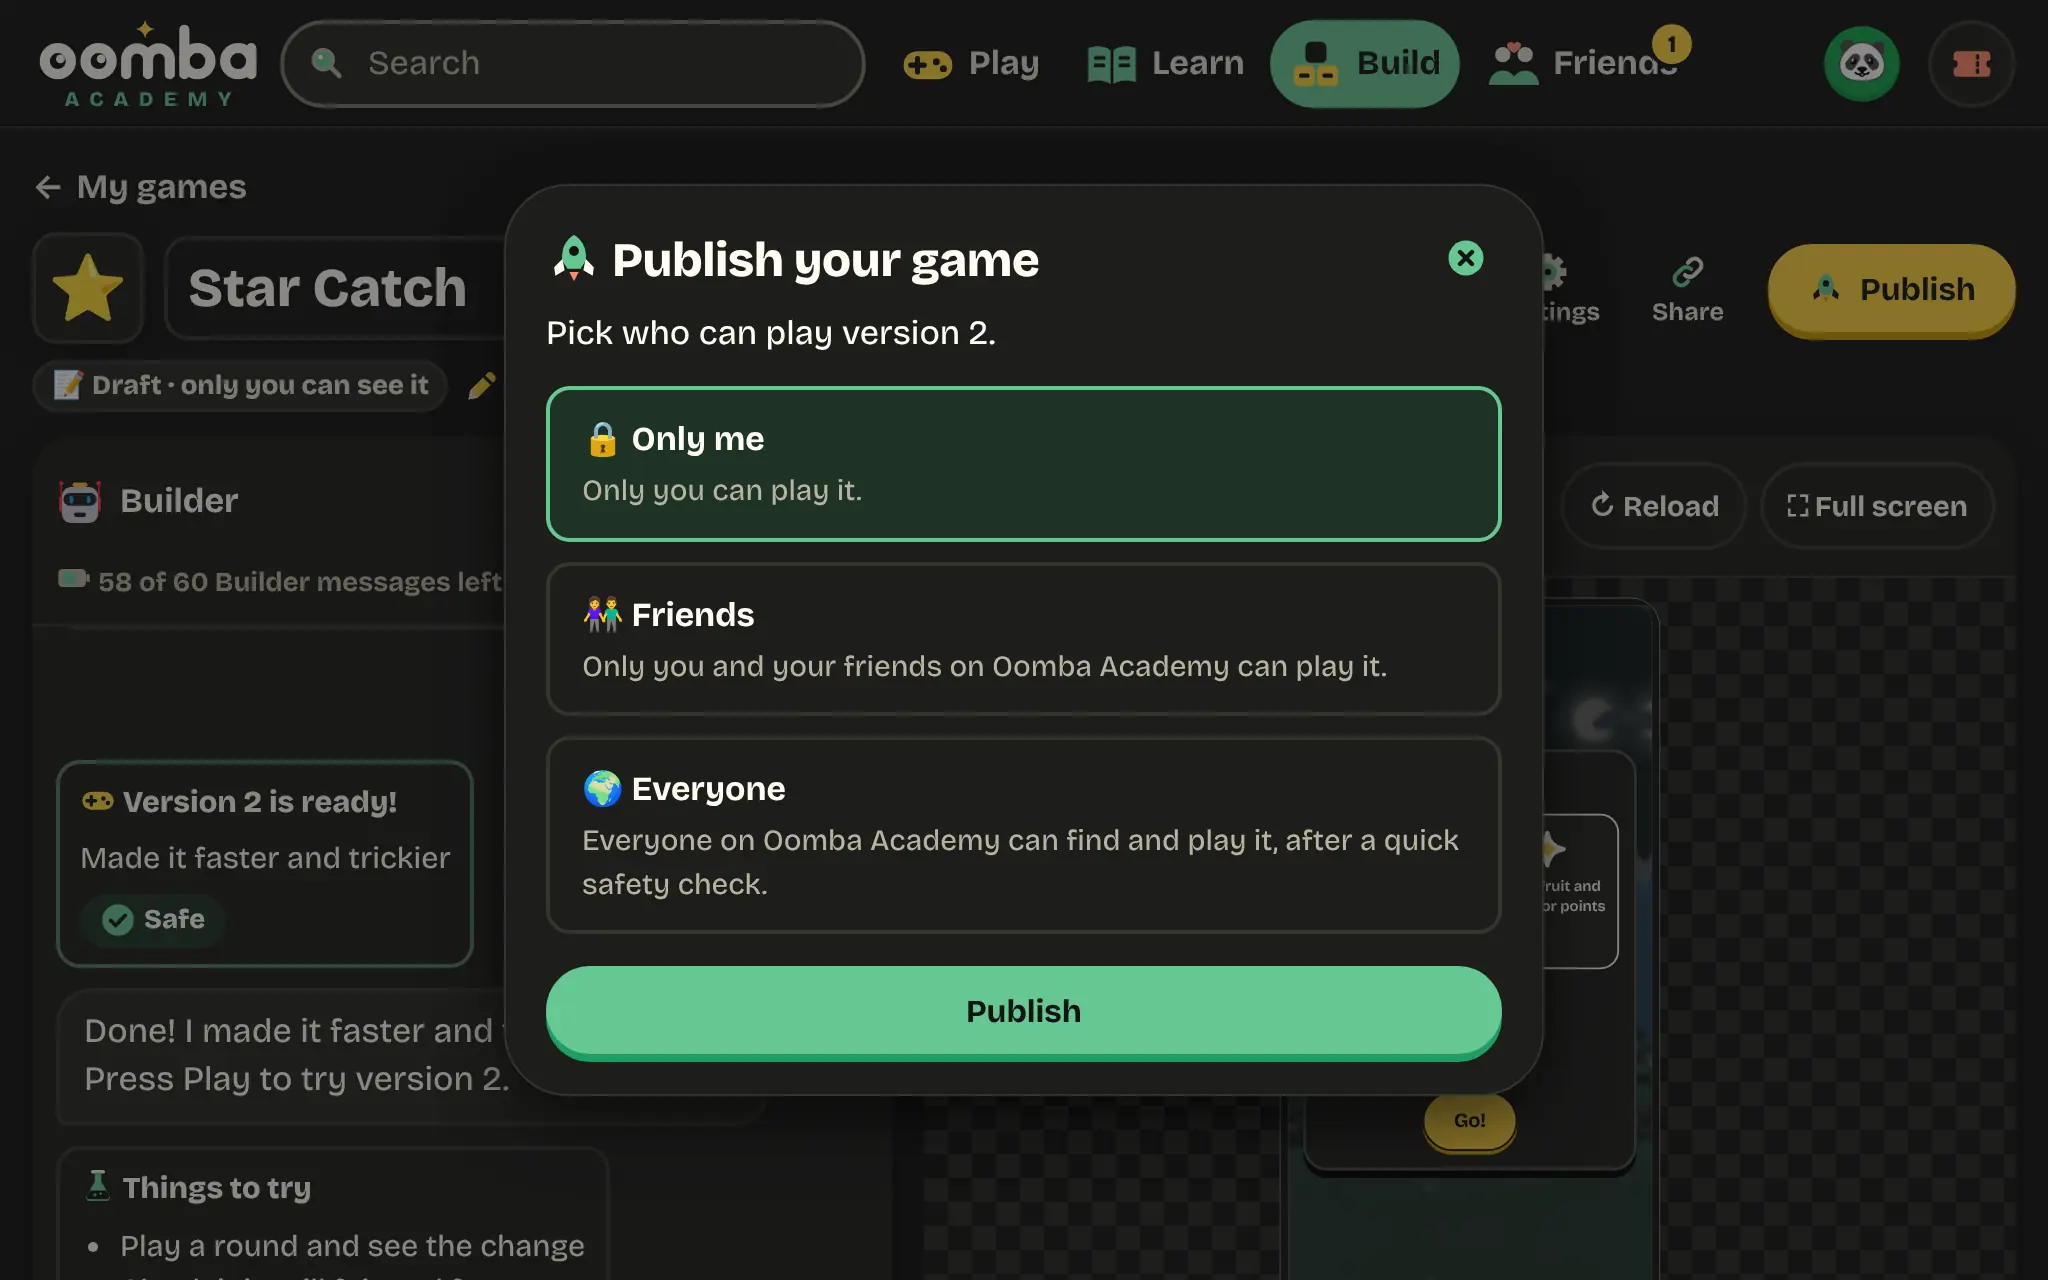 oomba
ACADEMY
Search
Play
Learn
Build
Friends
1
My games
Star Catch
Share
Publish
Draft · only you can see it
Builder
58 of 60 Builder messages left
Reload
Full screen
Publish your game
Pick who can play version 2.
Only me
Only you can play it.
Friends
Only you and your friends on Oomba Academy can play it.
Everyone
Everyone on Oomba Academy can find and play it, after a quick
safety check.
Publish
Version 2 is ready!
Made it faster and trickier
Safe
Done! I made it faster and
Press Play to try version 2.
Things to try
Play a round and see the change
and
points
Go!